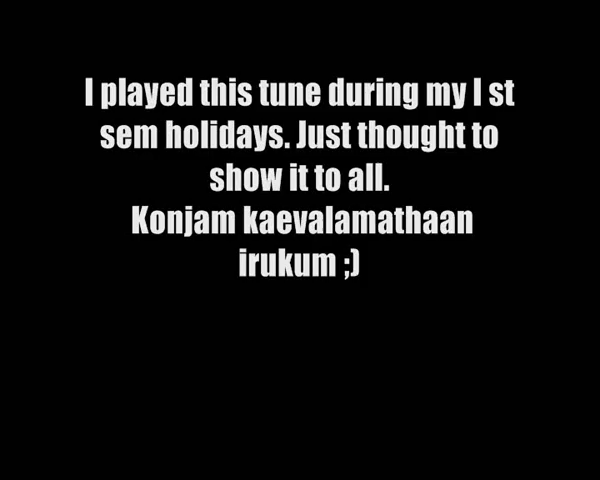 I played this tune during my I st
sem holidays. Just thought to
show it to all.
Konjam kaevalamathaan
irukum ;)